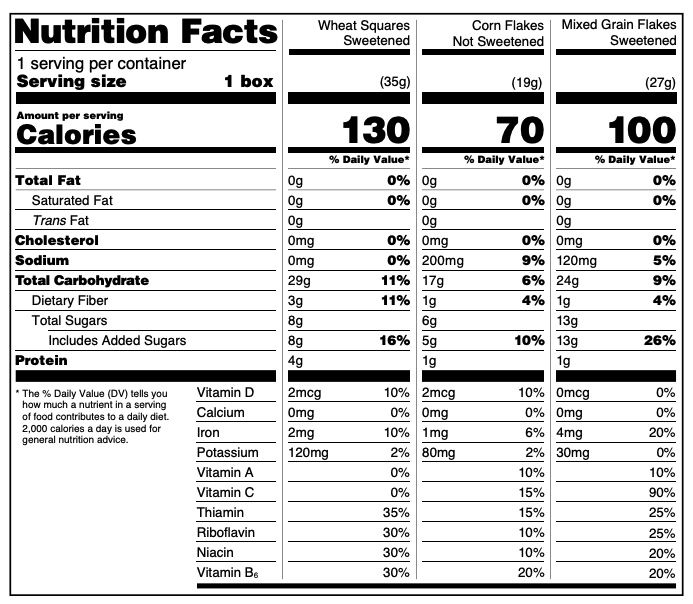 Nutrition Facts
Wheat Squares Sweetened Corn Flakes Not Sweetened Mixed Grain Flakes Sweetened
1 serving per container
Serving size 1 box (35g) (19g) (27g)
Amount per serving
Calories 130 70 100
% Daily Value* % Daily Value* % Daily Value*
Total Fat 0g 0% 0g 0% 0g 0%
Saturated Fat 0g 0% 0g 0% 0g 0%
Trans Fat 0g 0g 0g
Cholesterol 0mg 0% 0mg 0% 0mg 0%
Sodium 0mg 0% 200mg 9% 120mg 5%
Total Carbohydrate 29g 11% 17g 6% 24g 9%
Dietary Fiber 3g 11% 1g 4% 1g 4%
Total Sugars 8g 6g 13g
Includes Added Sugars 8g 16% 5g 10% 13g 26%
Protein 4g 1g 1g
* The % Daily Value (DV) tells you
how much a nutrient in a serving
of food contributes to a daily diet.
2,000 calories a day is used for
general nutrition advice.
Vitamin D 2mcg 10% 2mcg 10% 0mcg 0%
Calcium 0mg 0% 0mg 0% 0mg 0%
Iron 2mg 10% 1mg 6% 4mg 20%
Potassium 120mg 2% 80mg 2% 30mg 0%
Vitamin A 0% 10% 10%
Vitamin C 0% 15% 90%
Thiamin 35% 15% 25%
Riboflavin 30% 10% 25%
Niacin 30% 10% 20%
Vitamin B₆ 30% 20% 20%